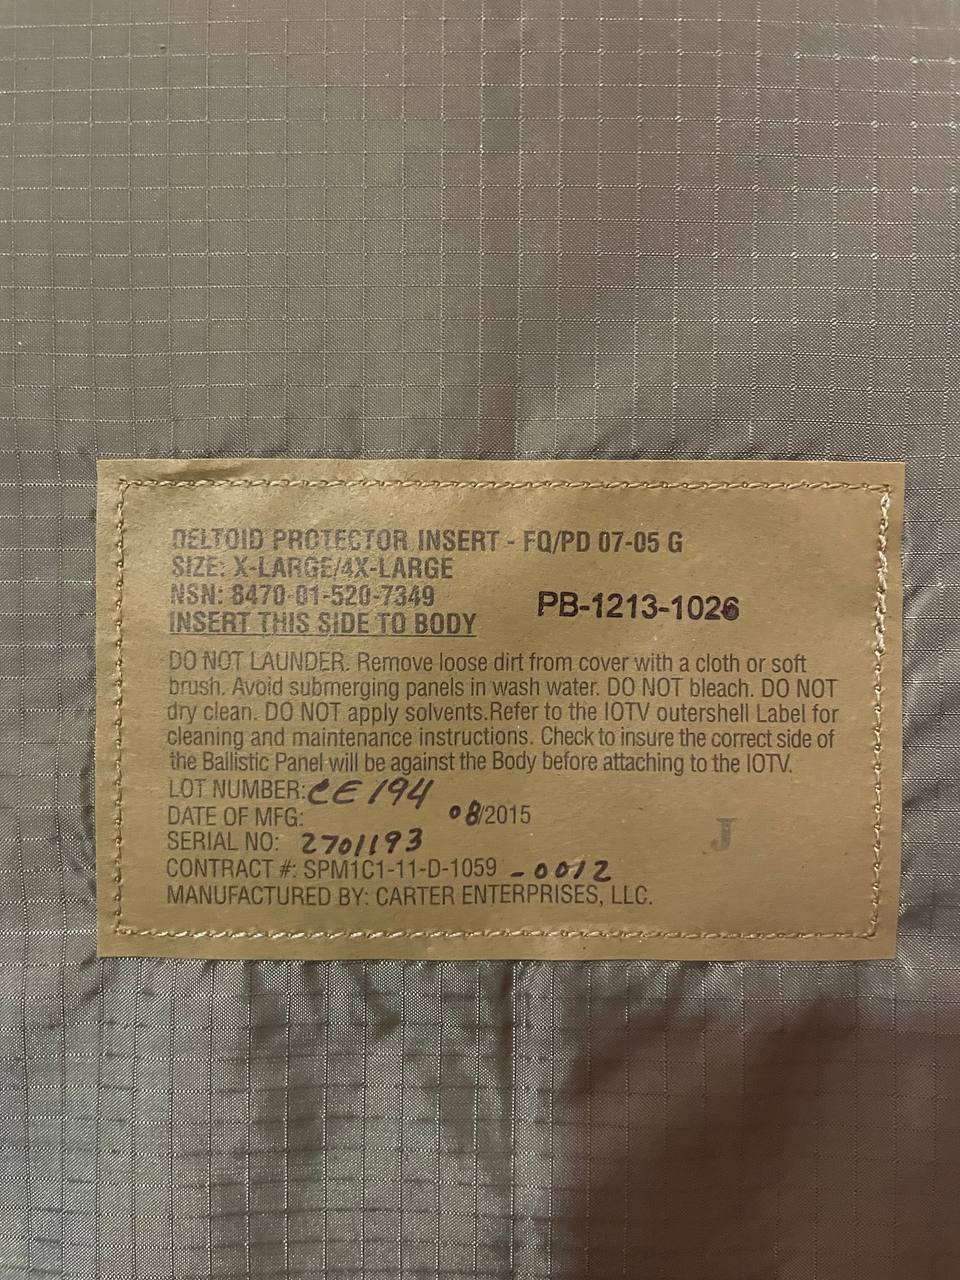 DELTOID PROTECTOR INSERT - FQ/PD 07-05 G
SIZE: X-LARGE/4X-LARGE
NSN: 8470-01-520-7349
PB-1213-1026
INSERT THIS SIDE TO BODY
DO NOT LAUNDER. Remove loose dirt from cover with a cloth or soft
brush. Avoid submerging panels in wash water. DO NOT bleach. DO NOT
dry clean. DO NOT apply solvents.Refer to the IOTV outershell Label for
cleaning and maintenance instructions. Check to insure the correct side of
the Ballistic Panel will be against the Body before attaching to the IOTV.
LOT NUMBER: CE194
DATE OF MFG: 08/2015
SERIAL NO: 2701193
J
CONTRACT #: SPM1C1-11-D-1059 -0012
MANUFACTURED BY: CARTER ENTERPRISES, LLC.